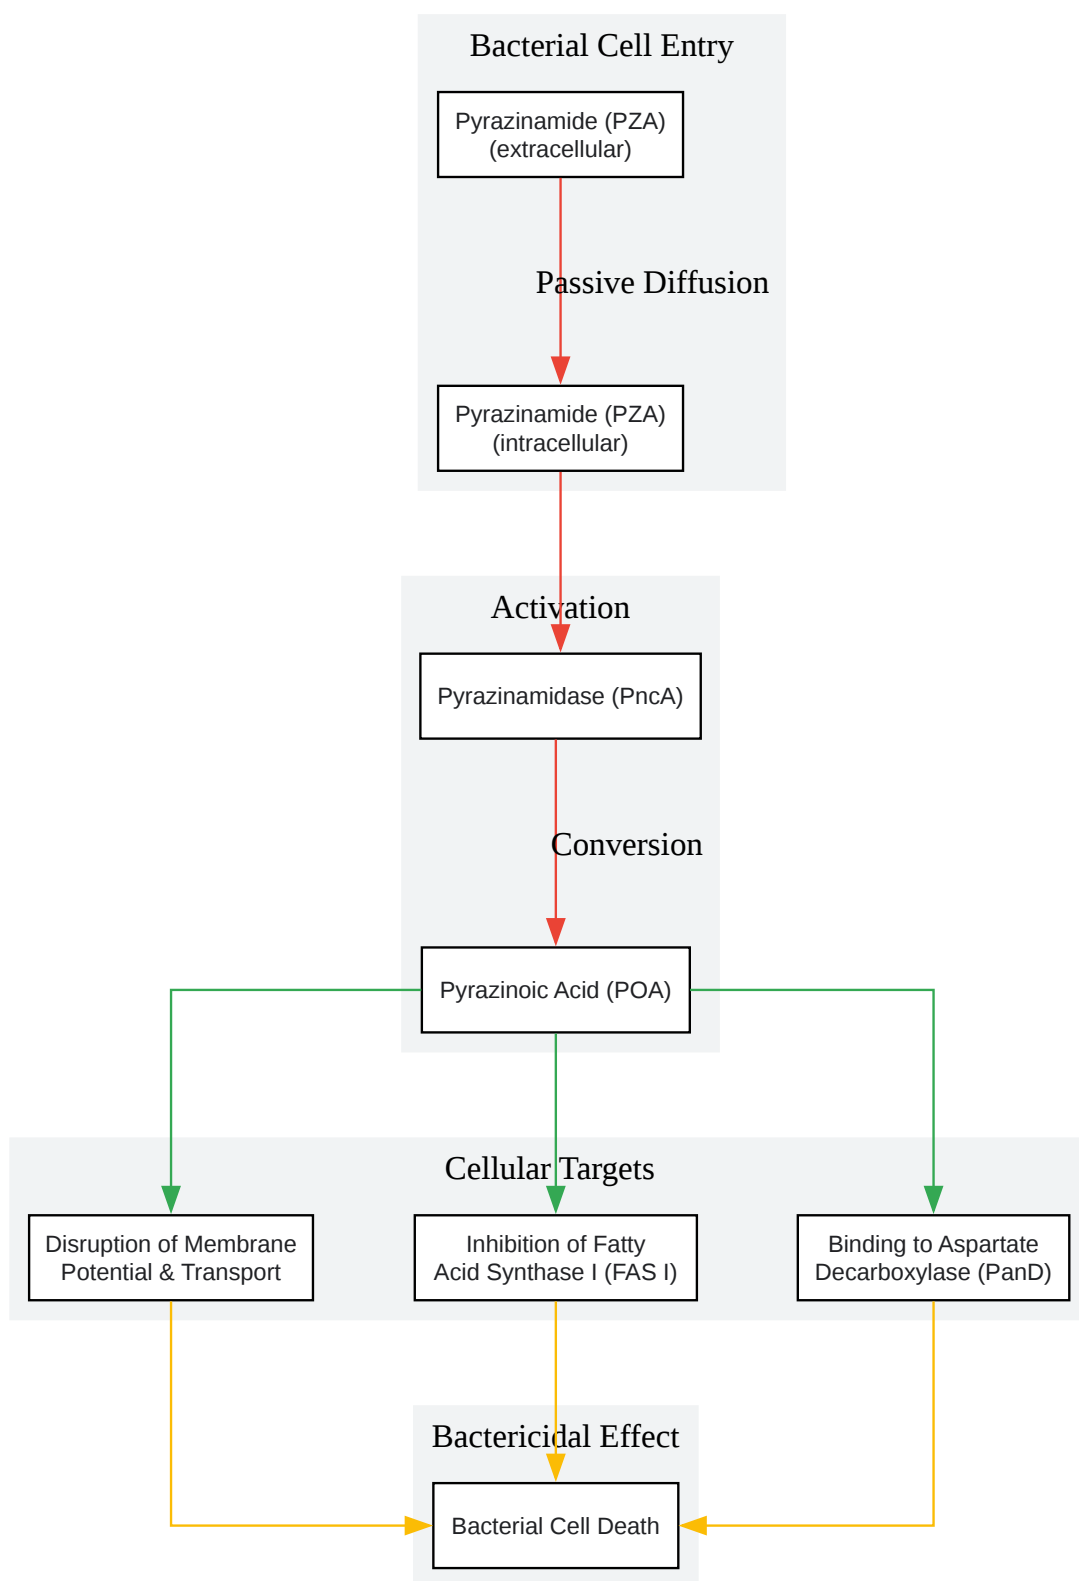 Bacterial Cell Entry
Pyrazinamide (PZA)
(extracellular)
Passive Diffusion
Pyrazinamide (PZA)
(intracellular)
Activation
Pyrazinamidase (PncA)
Conversion
Pyrazinoic Acid (POA)
Cellular Targets
Disruption of Membrane
Potential & Transport
Inhibition of Fatty
Acid Synthase I (FAS I)
Binding to Aspartate
Decarboxylase (PanD)
Bactericidal Effect
Bacterial Cell Death